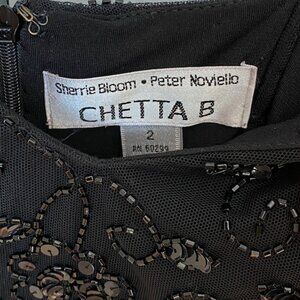 Sherrie Bloom • Peter Noviello
CHETTA B
2
RN 60299